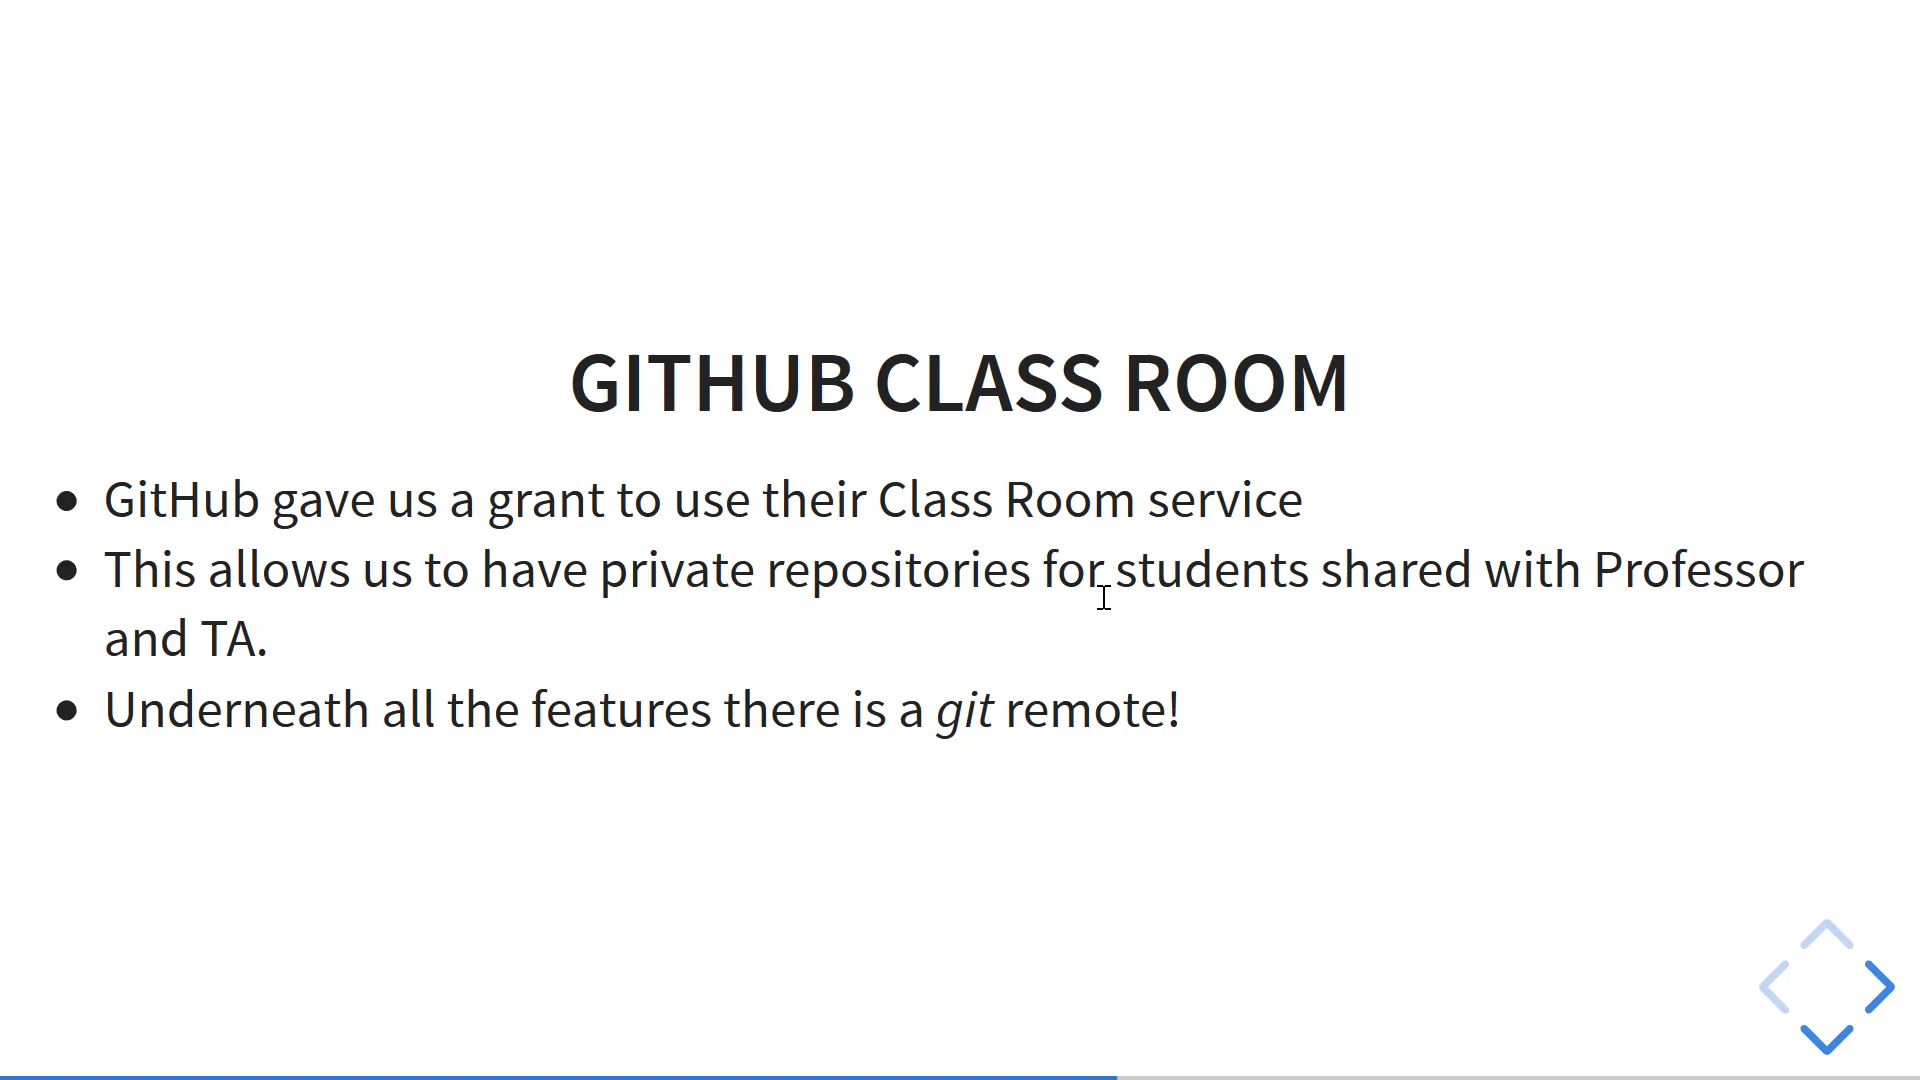 GITHUB CLASS ROOM
GitHub gave us a grant to use their Class Room service
This allows us to have private repositories for students shared with Professor
and TA.
Underneath all the features there is a git remote!